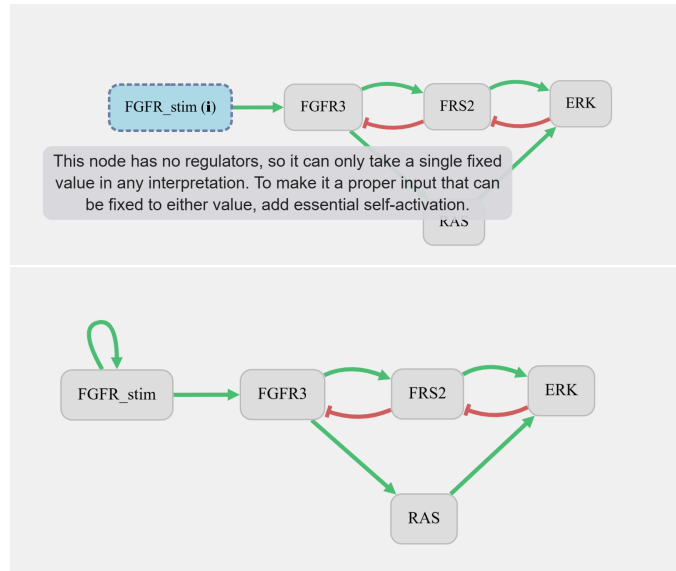 FGFR_stim (i)
FGFR3
FRS2
ERK
This node has no regulators, so it can only take a single fixed
value in any interpretation. To make it a proper input that can
be fixed to either value, add essential self-activation.
RAS
FGFR_stim
FGFR3
FRS2
ERK
RAS